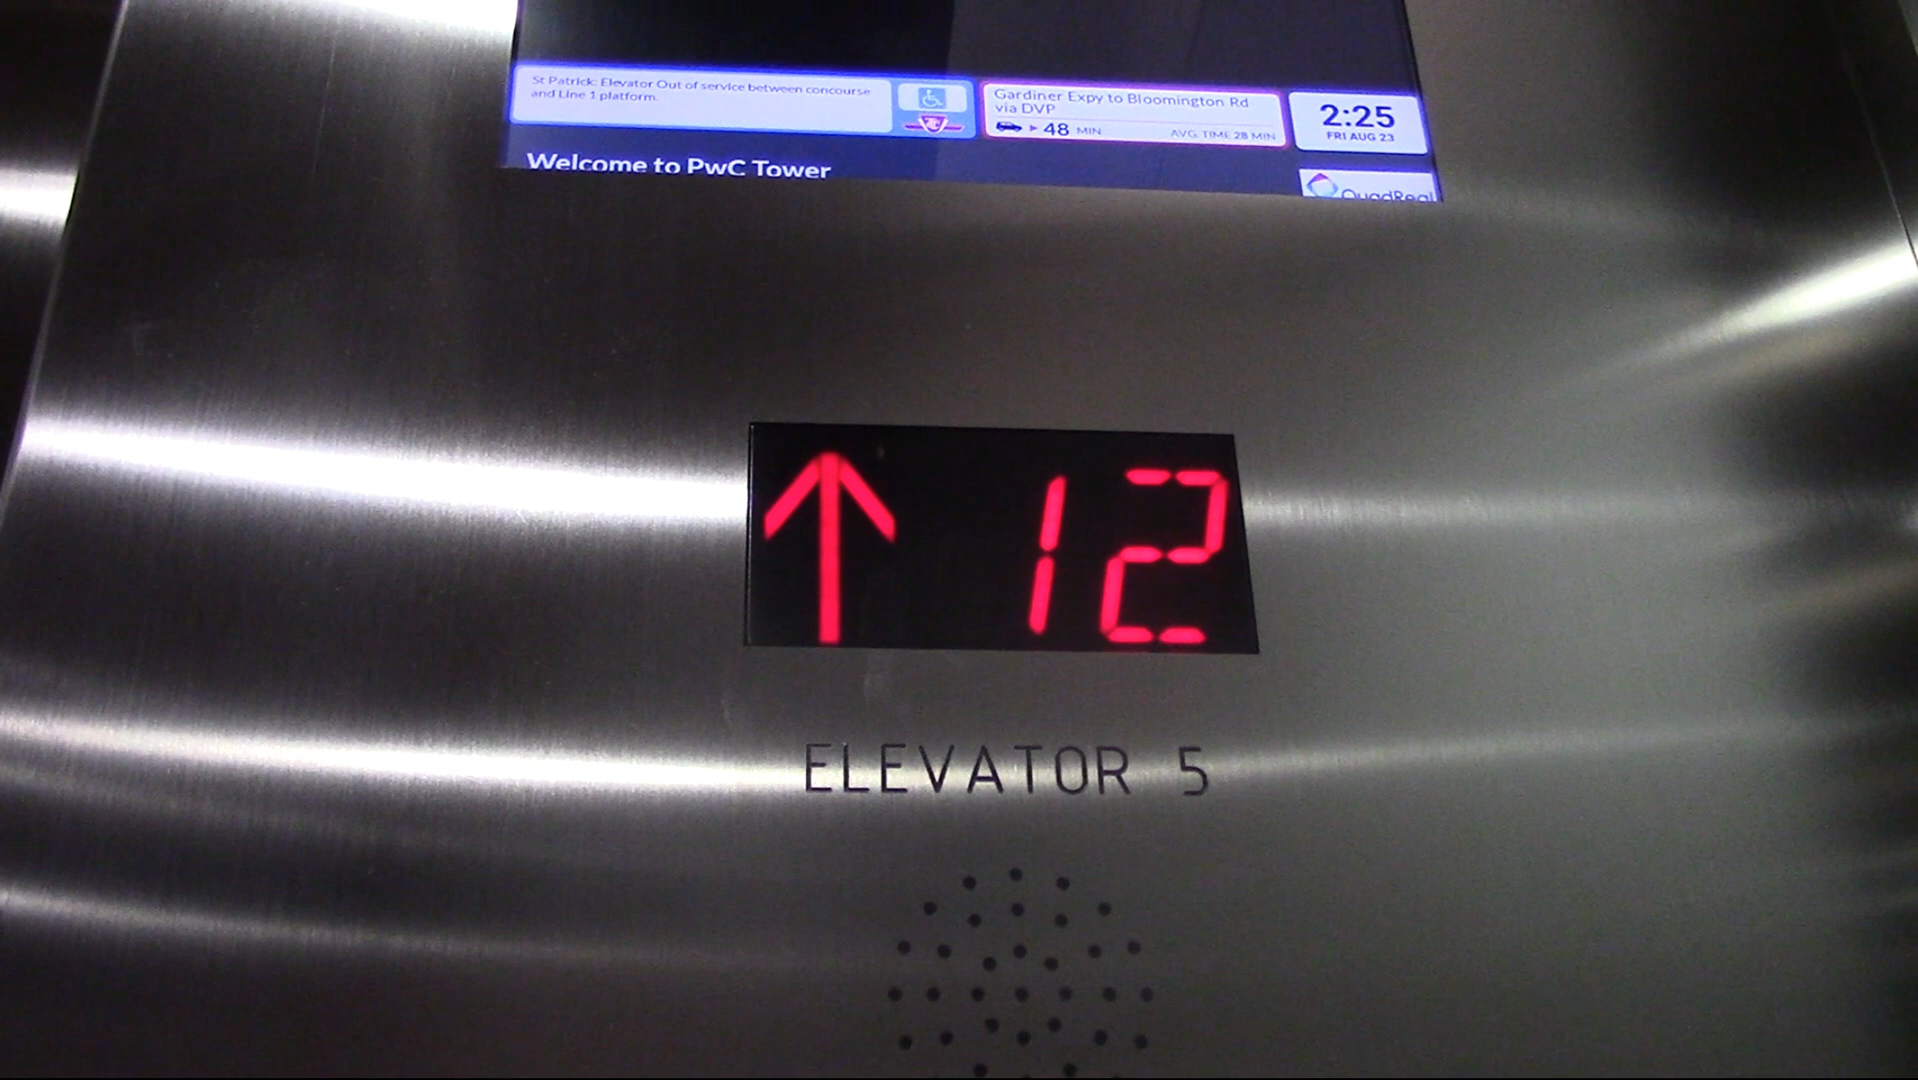 St Patrick: Elevator Out of service between concourse
and Line 1 platform.
Gardiner Expy to Bloomington Rd
via DVP
48 MIN AVG. TIME 28 MIN
2:25
FRI AUG 23
Welcome to PwC Tower
QuadReal
12
ELEVATOR 5